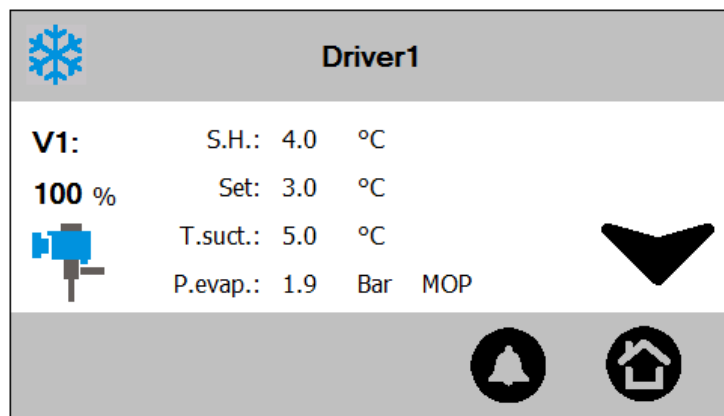 Driver1
V1:
100 %
S.H.: 4.0 °C
Set: 3.0 °C
T.suct.: 5.0 °C
P.evap.: 1.9 Bar MOP